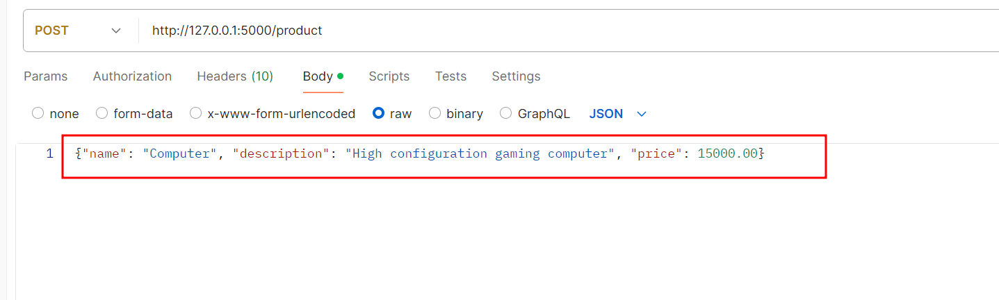 POST http://127.0.0.1:5000/product
Params Authorization Headers (10) Body Scripts Tests Settings
none form-data x-www-form-urlencoded raw binary GraphQL JSON
1 {"name": "Computer", "description": "High configuration gaming computer", "price": 15000.00}